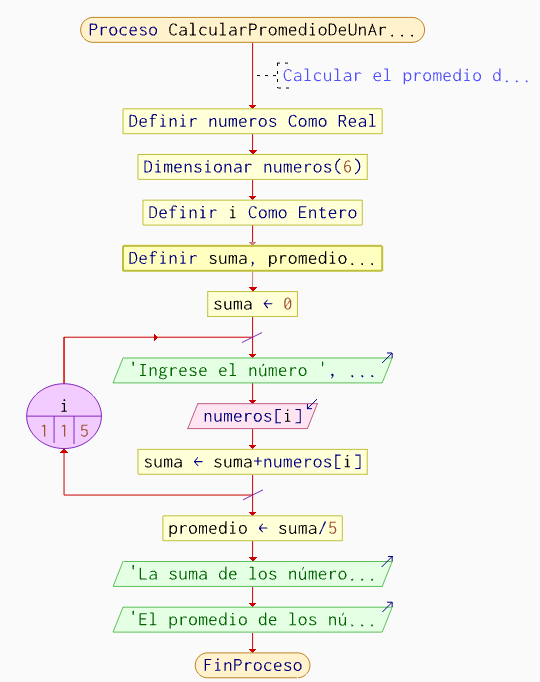 Proceso CalcularPromedioDeUnAr...
Calcular el promedio d...
Definir numeros Como Real
Dimensionar numeros(6)
Definir i Como Entero
Definir suma, promedio...
suma ← 0
'Ingrese el número ', ...
i
1 1 5
numeros[i]
suma ← suma+numeros[i]
promedio ← suma/5
'La suma de los número...
'El promedio de los nú...
FinProceso